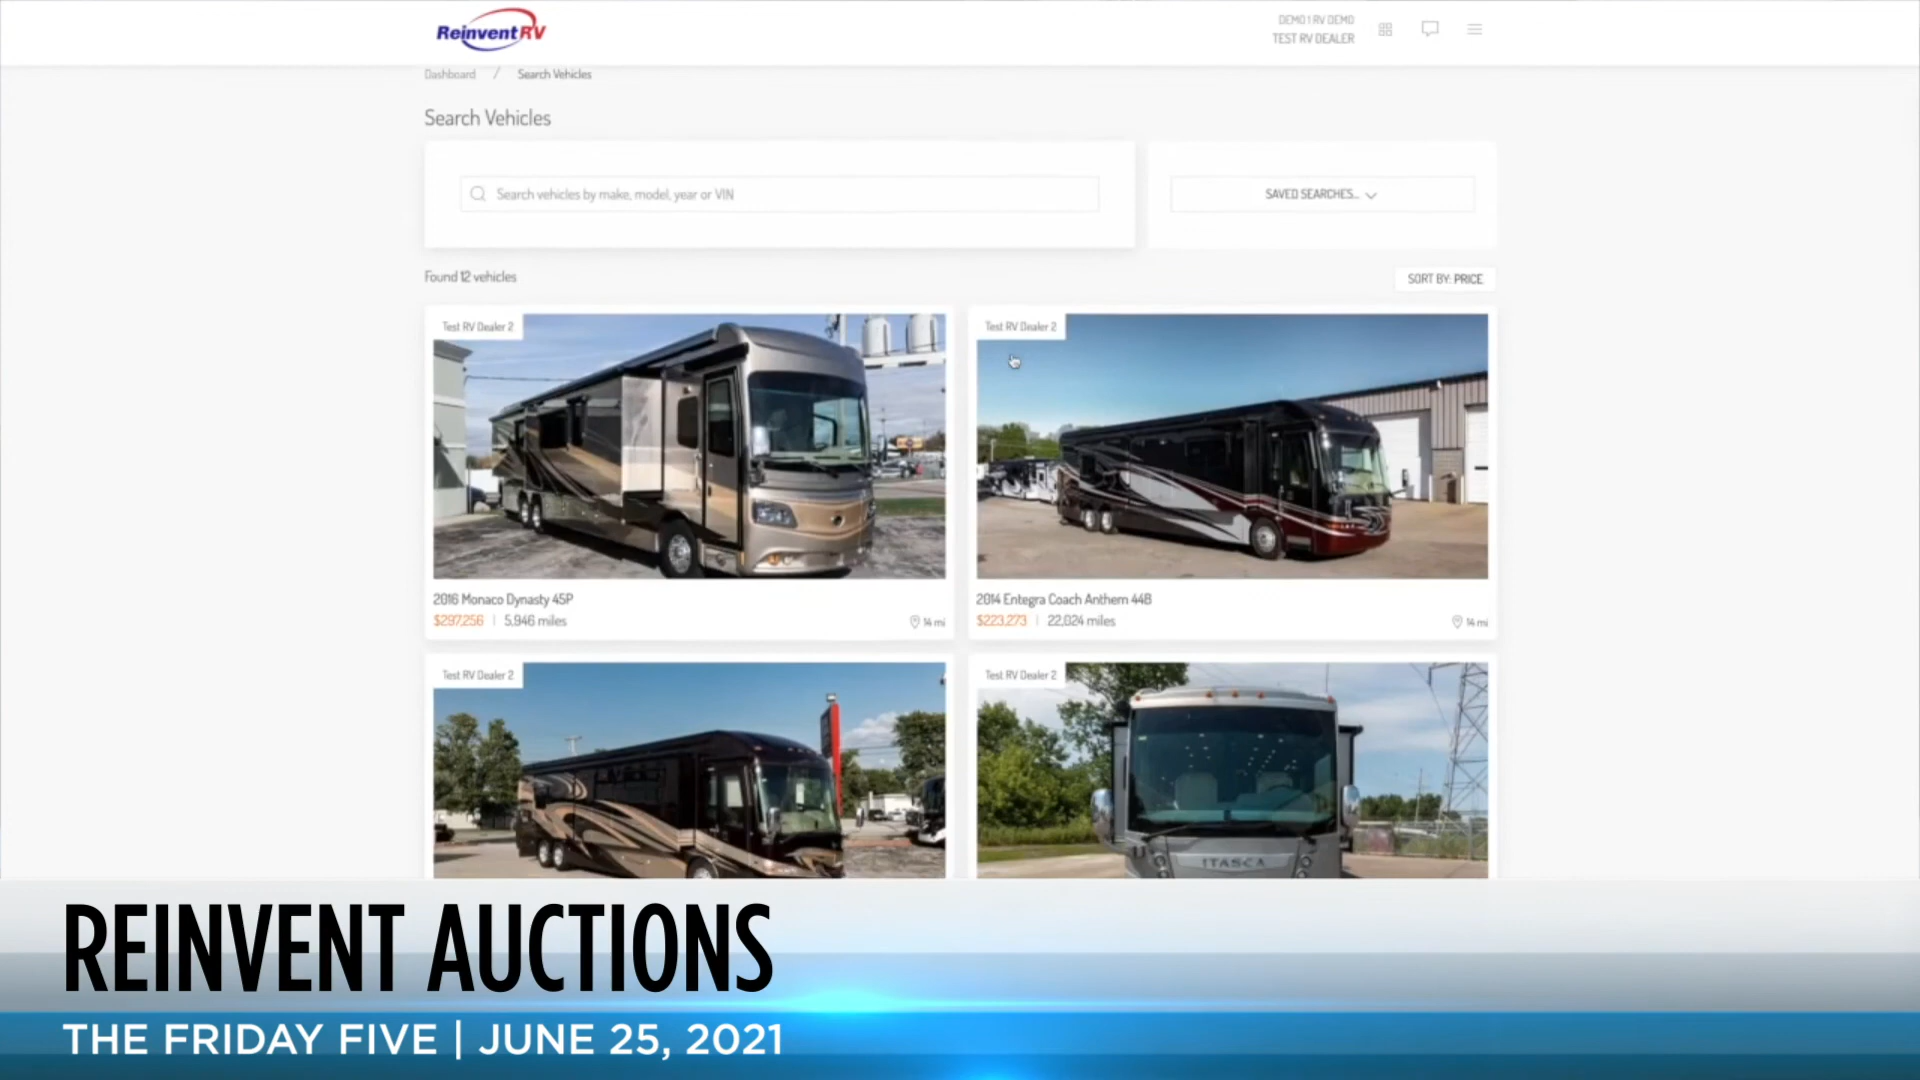 ReinventRV
DEMO 1 RV DEMO
TEST RV DEALER
Dashboard / Search Vehicles
Search Vehicles
Search vehicles by make, model, year or VIN
SAVED SEARCHES...
Found 12 vehicles
SORT BY: PRICE
Test RV Dealer 2
Test RV Dealer 2
2016 Monaco Dynasty 45P
$297,256 | 5,946 miles
14 mi
2014 Entegra Coach Anthem 44B
$223,273 | 22,024 miles
14 mi
Test RV Dealer 2
Test RV Dealer 2
ITASCA
REINVENT AUCTIONS
THE FRIDAY FIVE | JUNE 25, 2021